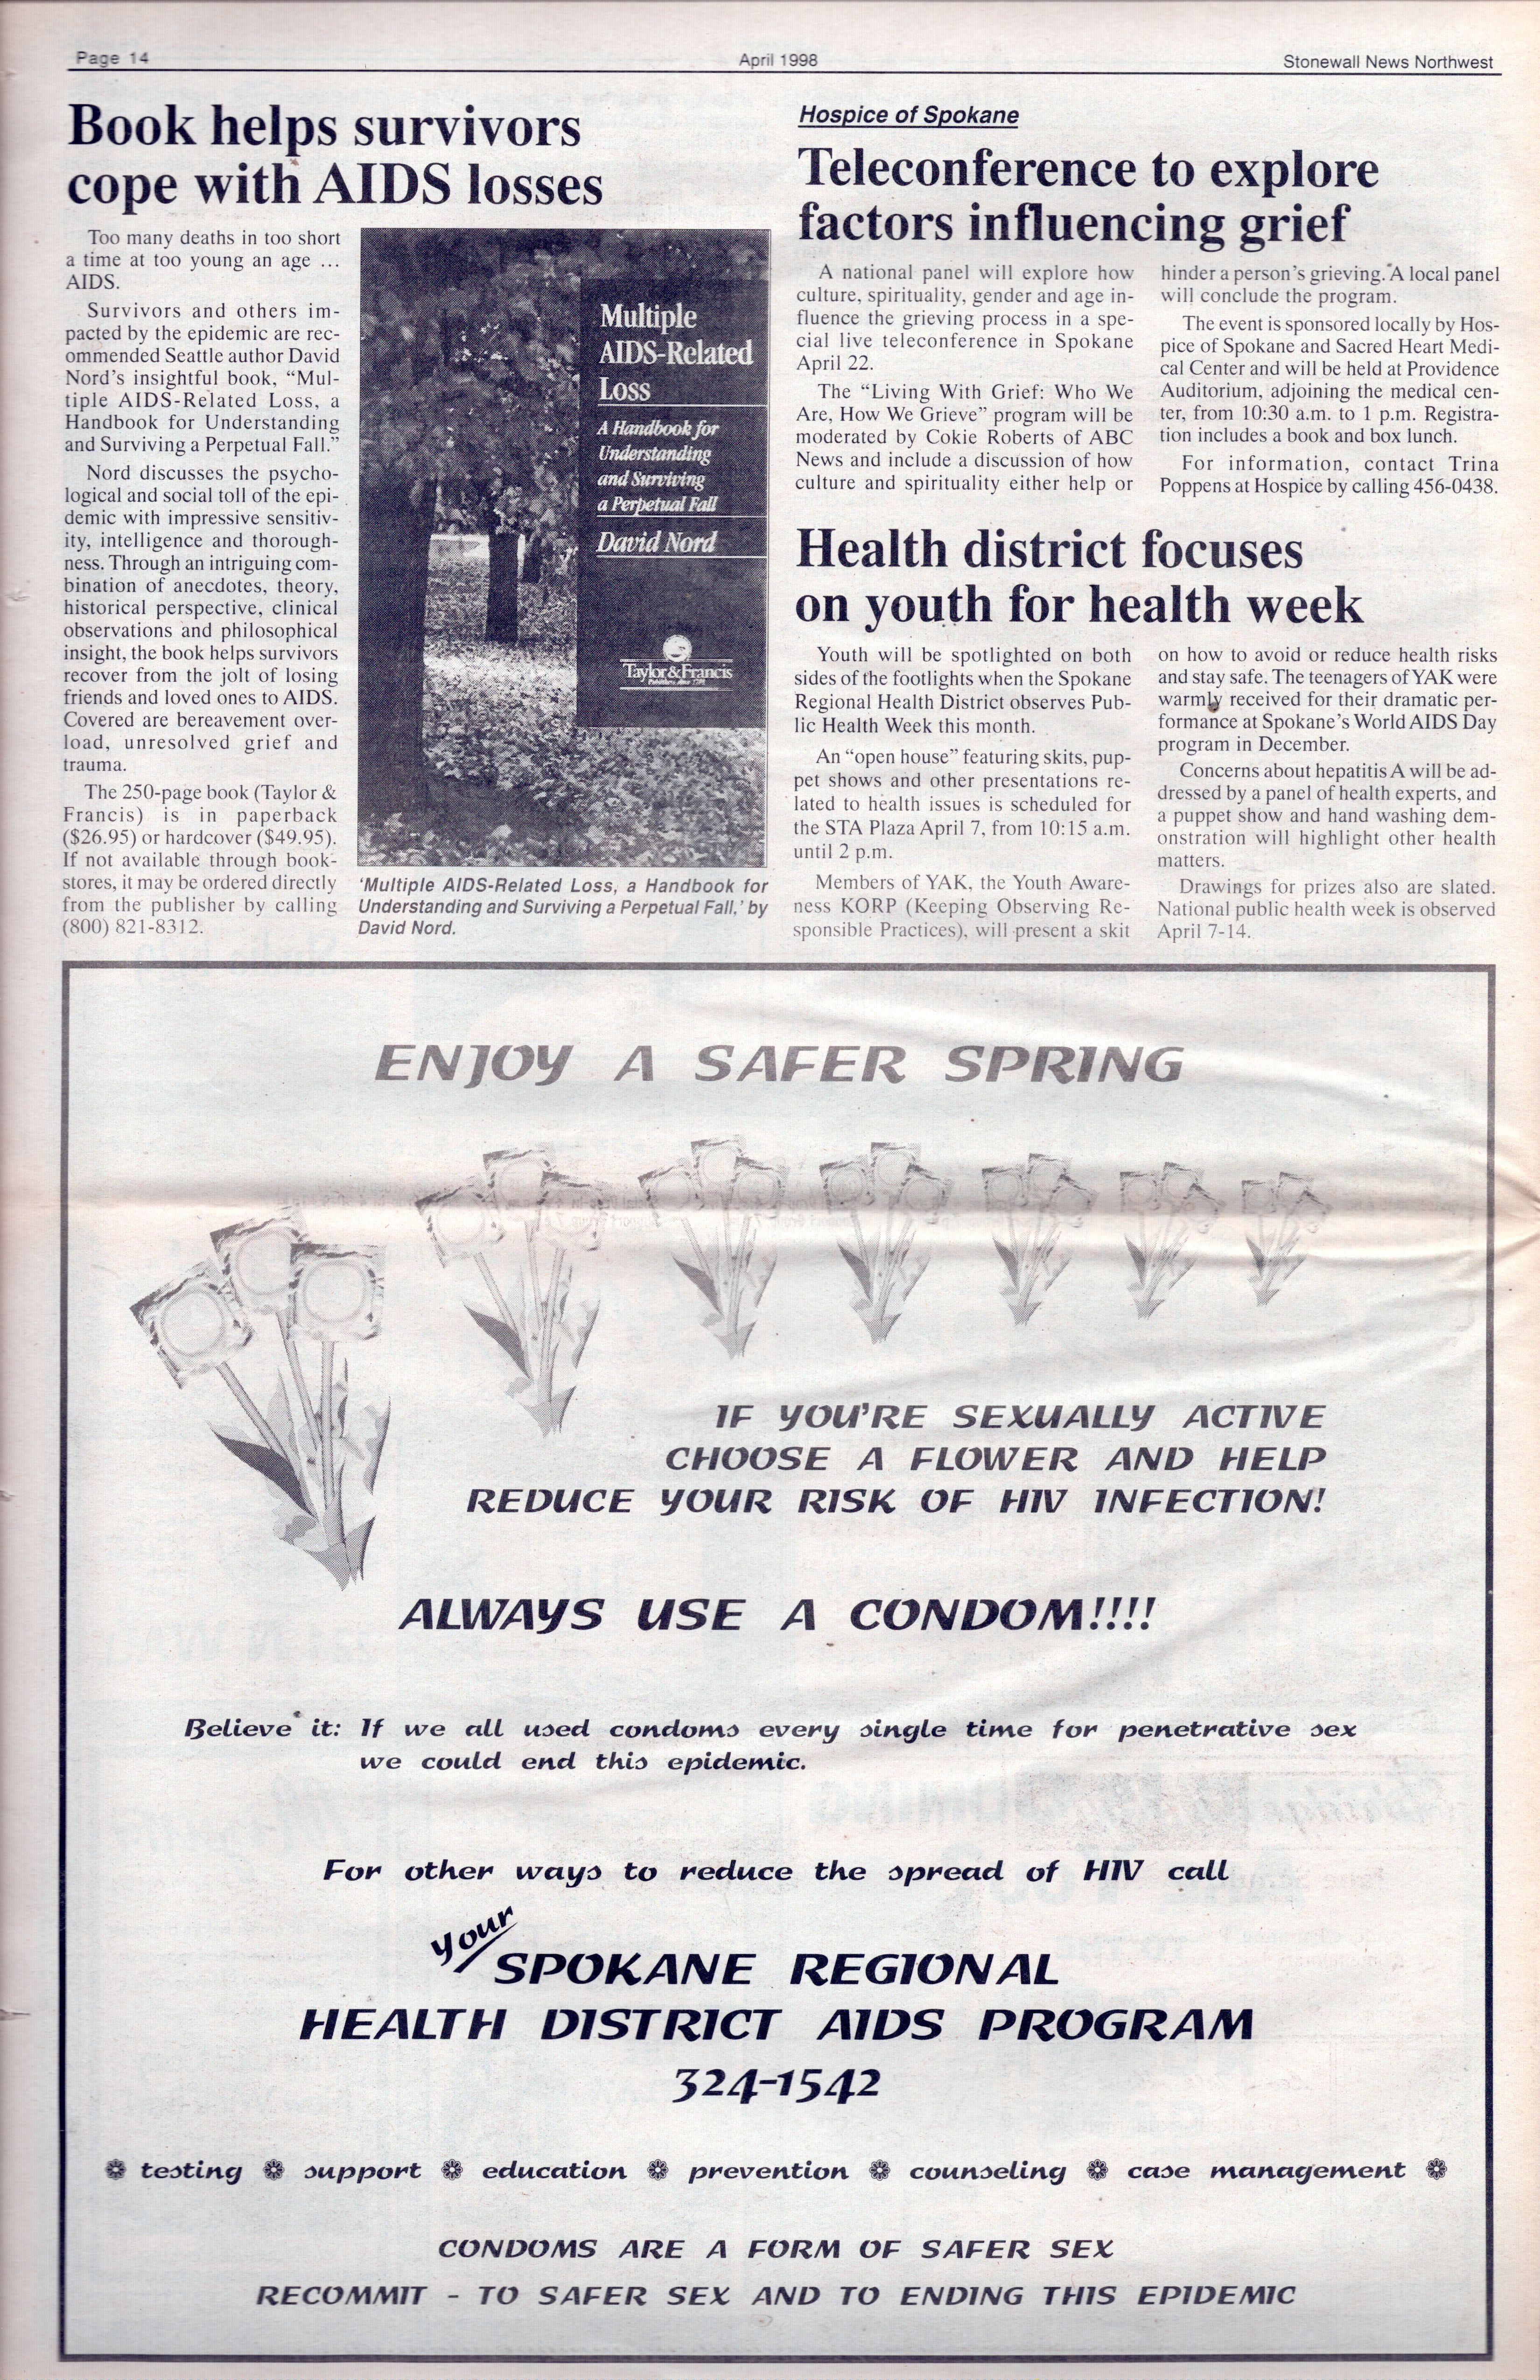 Page 14
April 1998
Stonewall News Northwest
Book helps survivors
cope with AIDS losses
Too many deaths in too short
a time at too young an age ...
AIDS.
Survivors and others im-
pacted by the epidemic are rec-
ommended Seattle author David
Nord's insightful book, "Mul-
tiple AIDS-Related Loss, a
Handbook for Understanding
and Surviving a Perpetual Fall."
Nord discusses the psycho-
logical and social toll of the epi-
demic with impressive sensitiv-
ity, intelligence and thorough-
ness. Through an intriguing com-
bination of anecdotes, theory,
historical perspective, clinical
observations and philosophical
insight, the book helps survivors
recover from the jolt of losing
friends and loved ones to AIDS.
Covered are bereavement over-
load, unresolved grief and
trauma.
The 250-page book (Taylor &
Francis) is in paperback
($26.95) or hardcover ($49.95).
If not available through book-
stores, it may be ordered directly
from the publisher by calling
(800) 821-8312.
Multiple
AIDS-Related
Loss
A Handbook for
Understanding
and Surviving
a Perpetual Fall
David Nord
Taylor & Francis
'Multiple AIDS-Related Loss, a Handbook for
Understanding and Surviving a Perpetual Fall,' by
David Nord.
Hospice of Spokane
Teleconference to explore
factors influencing grief
A national panel will explore how
culture, spirituality, gender and age in-
fluence the grieving process in a spe-
cial live teleconference in Spokane
April 22.
The "Living With Grief: Who We
Are, How We Grieve" program will be
moderated by Cokie Roberts of ABC
News and include a discussion of how
culture and spirituality either help or
hinder a person's grieving. A local panel
will conclude the program.
The event is sponsored locally by Hos-
pice of Spokane and Sacred Heart Medi-
cal Center and will be held at Providence
Auditorium, adjoining the medical cen-
ter, from 10:30 a.m. to 1 p.m. Registra-
tion includes a book and box lunch.
For information, contact Trina
Poppens at Hospice by calling 456-0438.
Health district focuses
on youth for health week
Youth will be spotlighted on both
sides of the footlights when the Spokane
Regional Health District observes Pub-
lic Health Week this month.
An "open house" featuring skits, pup-
pet shows and other presentations re-
lated to health issues is scheduled for
the STA Plaza April 7, from 10:15 a.m.
until 2 p.m.
Members of YAK, the Youth Aware-
ness KORP (Keeping Observing Re-
sponsible Practices), will present a skit
on how to avoid or reduce health risks
and stay safe. The teenagers of YAK were
warmly received for their dramatic per-
formance at Spokane's World AIDS Day
program in December.
Concerns about hepatitis A will be ad-
dressed by a panel of health experts, and
a puppet show and hand washing dem-
onstration will highlight other health
matters.
Drawings for prizes also are slated.
National public health week is observed
April 7-14.
ENJOY A SAFER SPRING
IF YOU'RE SEXUALLY ACTIVE
CHOOSE A FLOWER AND HELP
REDUCE YOUR RISK OF HIV INFECTION!
ALWAYS USE A CONDOM!!!!
Believe it: If we all used condoms every single time for penetrative sex
we could end this epidemic.
For other ways to reduce the spread of HIV call
Your
SPOKANE REGIONAL
HEALTH DISTRICT AIDS PROGRAM
324-1542
❁ testing ❁ support ❁ education ❁ prevention ❁ counseling ❁ case management ❁
CONDOMS ARE A FORM OF SAFER SEX
RECOMMIT - TO SAFER SEX AND TO ENDING THIS EPIDEMIC